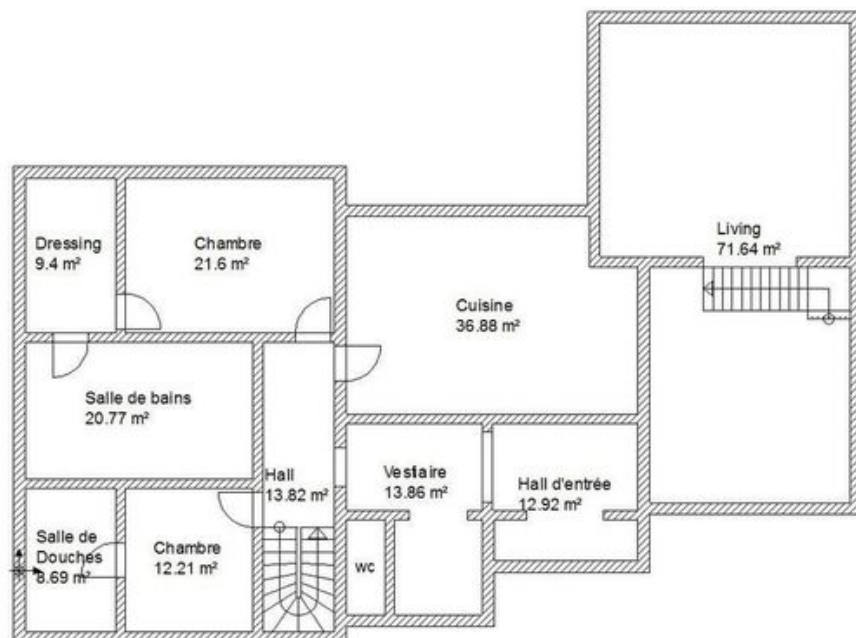 Living
71.64 m²
Dressing
9.4 m²
Chambre
21.6 m²
Cuisine
36.88 m²
Salle de bains
20.77 m²
Hall
13.82 m²
Vestiaire
13.86 m²
Hall d'entrée
12.92 m²
Salle de
Douches
8.69 m²
Chambre
12.21 m²
wc